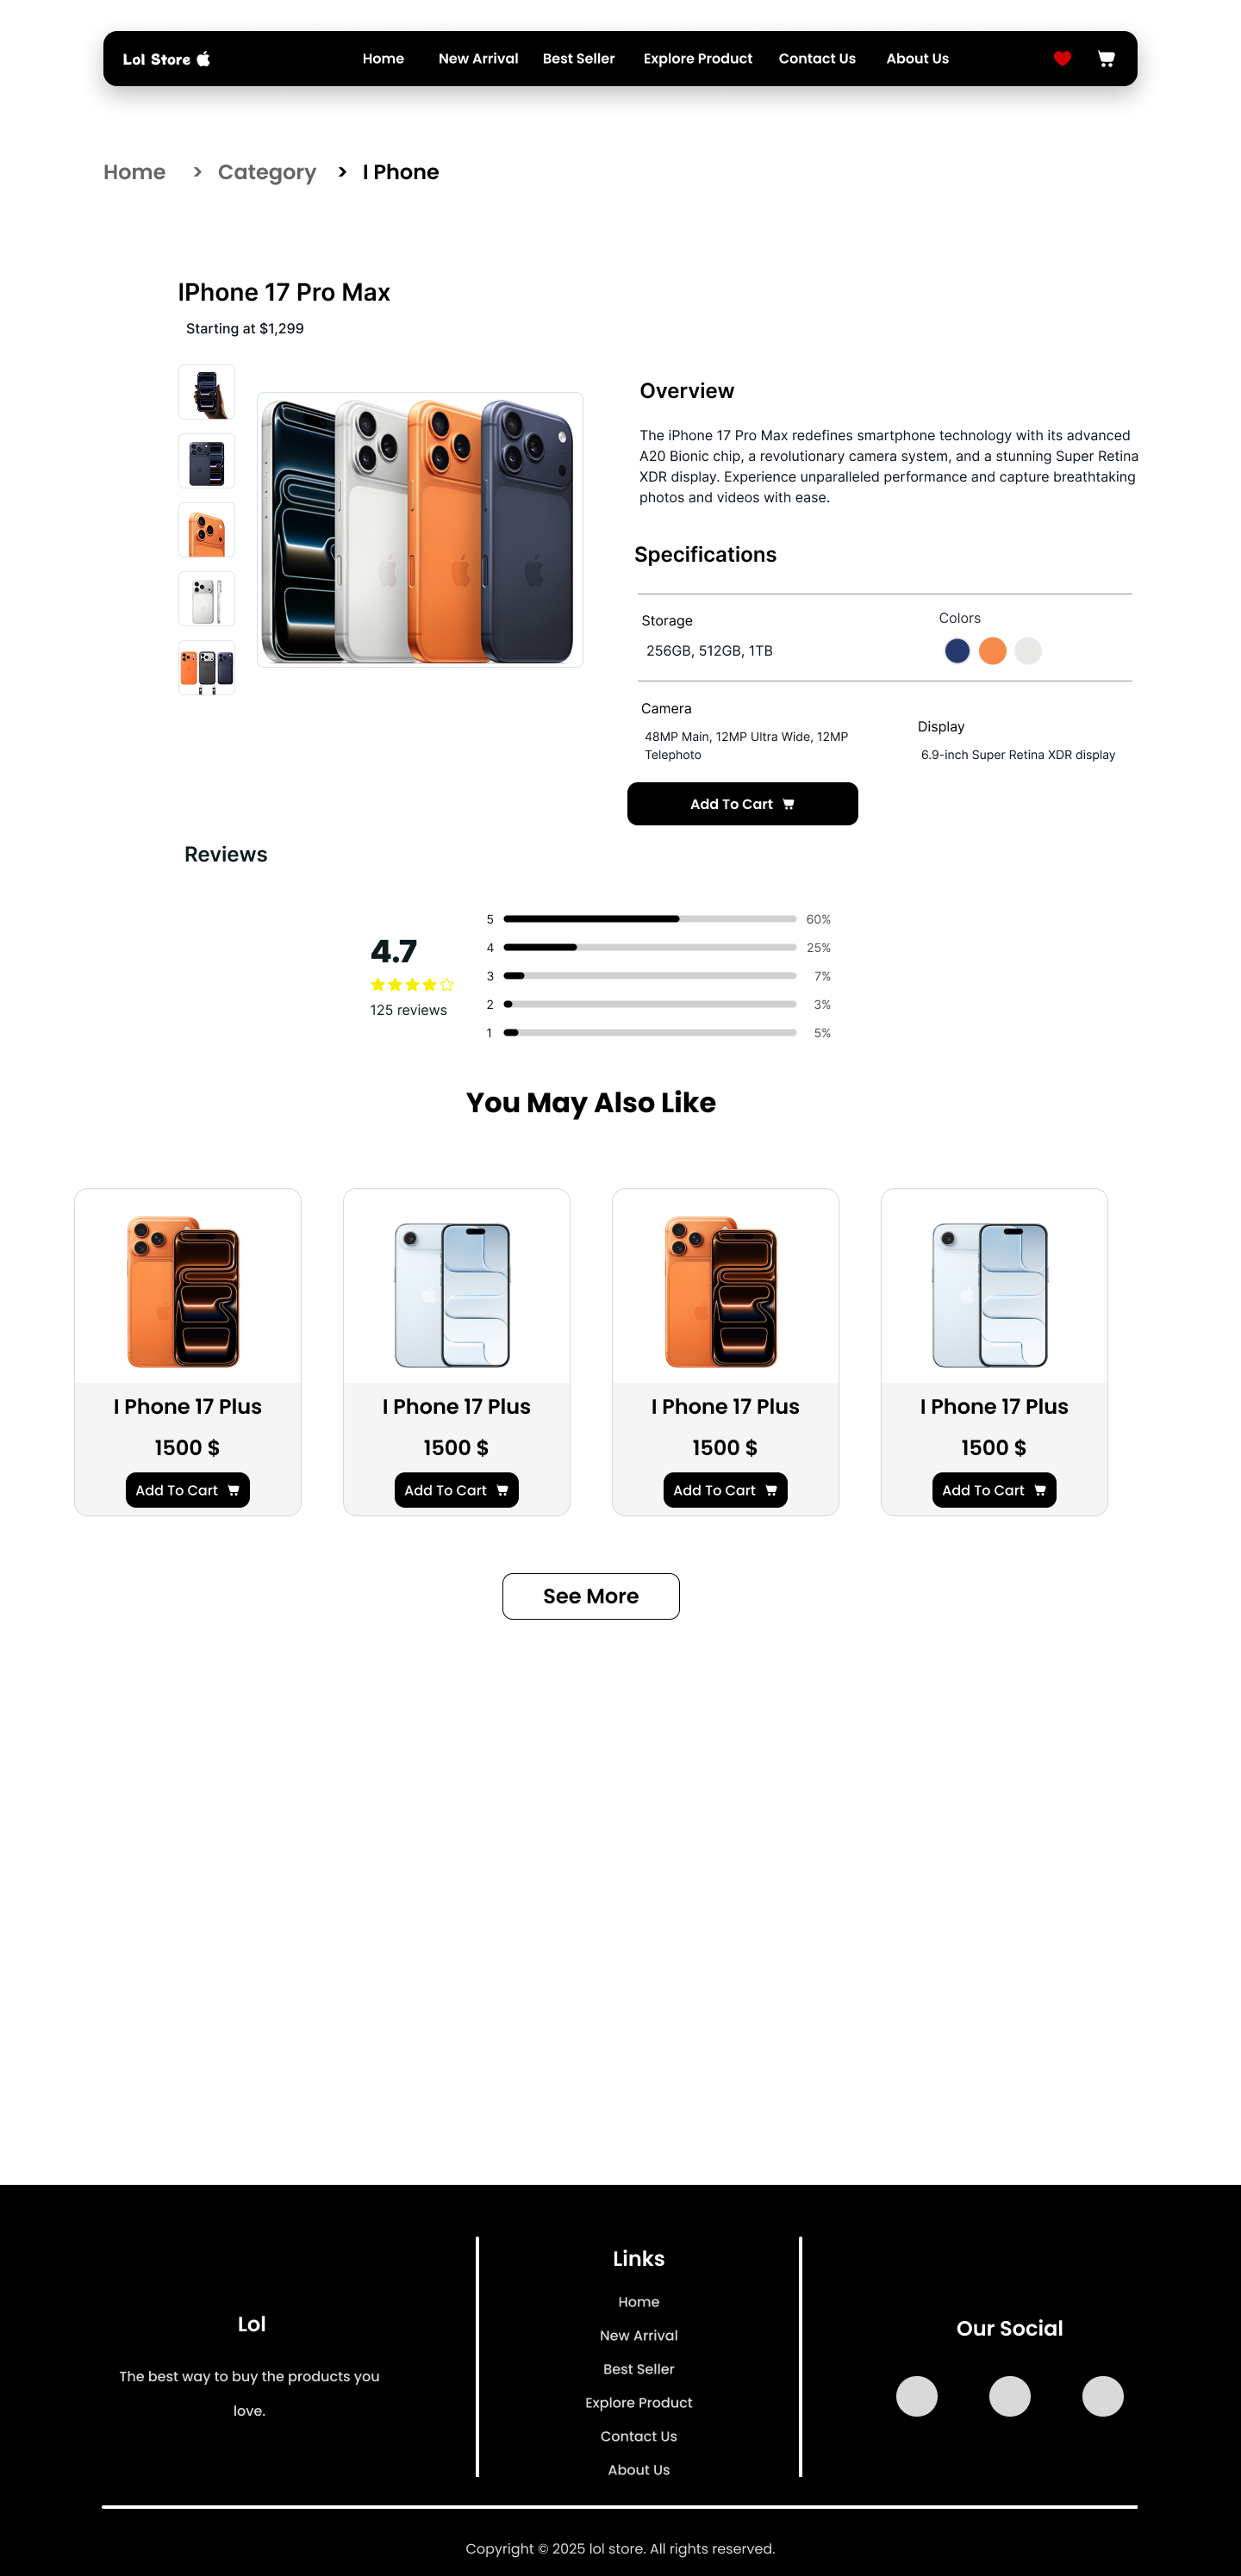 Lol Store
Home New Arrival Best Seller Explore Product Contact Us About Us
Home > Category > I Phone
IPhone 17 Pro Max
Starting at $1,299
Overview
The iPhone 17 Pro Max redefines smartphone technology with its advanced
A20 Bionic chip, a revolutionary camera system, and a stunning Super Retina
XDR display. Experience unparalleled performance and capture breathtaking
photos and videos with ease.
Specifications
Storage
256GB, 512GB, 1TB
Colors
Camera
48MP Main, 12MP Ultra Wide, 12MP
Telephoto
Display
6.9-inch Super Retina XDR display
Add To Cart
Reviews
4.7
125 reviews
5 60%
4 25%
3 7%
2 3%
1 5%
You May Also Like
I Phone 17 Plus
1500 $
Add To Cart
I Phone 17 Plus
1500 $
Add To Cart
I Phone 17 Plus
1500 $
Add To Cart
I Phone 17 Plus
1500 $
Add To Cart
See More
Lol
The best way to buy the products you
love.
Links
Home
New Arrival
Best Seller
Explore Product
Contact Us
About Us
Our Social
Copyright © 2025 lol store. All rights reserved.